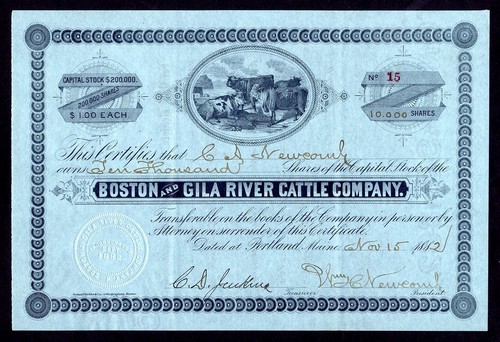 CAPITAL STOCK $200,000.
200,000 SHARES
$1.00 EACH
No 15
10,000 SHARES
This Certifies that C A Newcomb
owns Ten Thousand Shares of the Capital Stock of the
BOSTON AND GILA RIVER CATTLE COMPANY,
Transferable on the books of the Company in person or by
Attorney on surrender of this Certificate.
Dated at Portland, Maine, Nov 15 1882
C. D. Jenkins Wm C Newcomb
Treasurer President